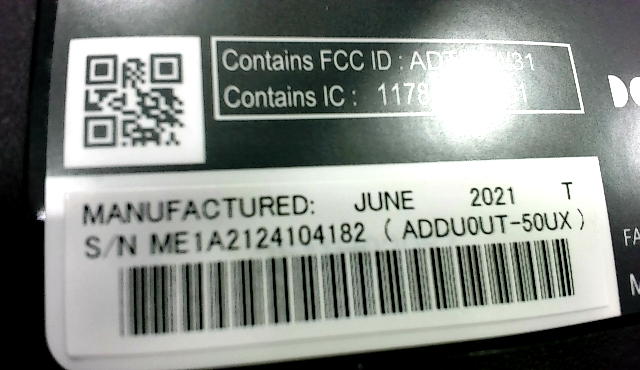 Contains FCC ID :
Contains IC :
MANUFACTURED: JUNE 2021 T
S/N ME1A2124104182 ( ADDU0UT-50UX )